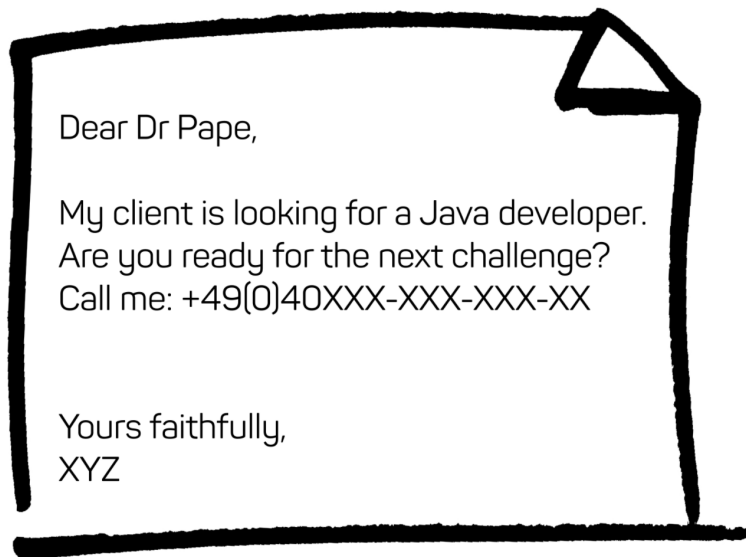 Dear Dr Pape,
My client is looking for a Java developer.
Are you ready for the next challenge?
Call me: +49(0)40XXX-XXX-XXX-XX
Yours faithfully,
XYZ